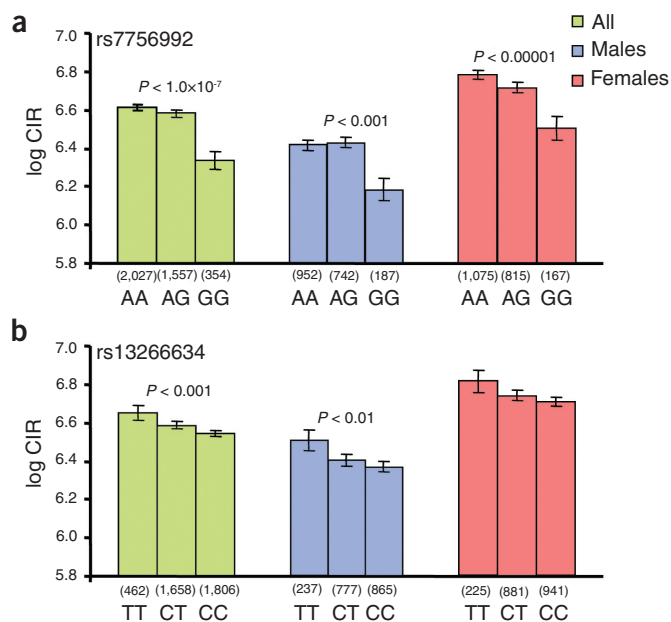 a
rs7756992
All
Males
Females
P < 1.0×10⁻⁷
P < 0.001
P < 0.00001
log CIR
7.0
6.8
6.6
6.4
6.2
6.0
5.8
(2,027) (1,557) (354) (952) (742) (187) (1,075) (815) (167)
AA AG GG AA AG GG AA AG GG
b
rs13266634
P < 0.001
P < 0.01
log CIR
7.0
6.8
6.6
6.4
6.2
6.0
5.8
(462) (1,658) (1,806) (237) (777) (865) (225) (881) (941)
TT CT CC TT CT CC TT CT CC